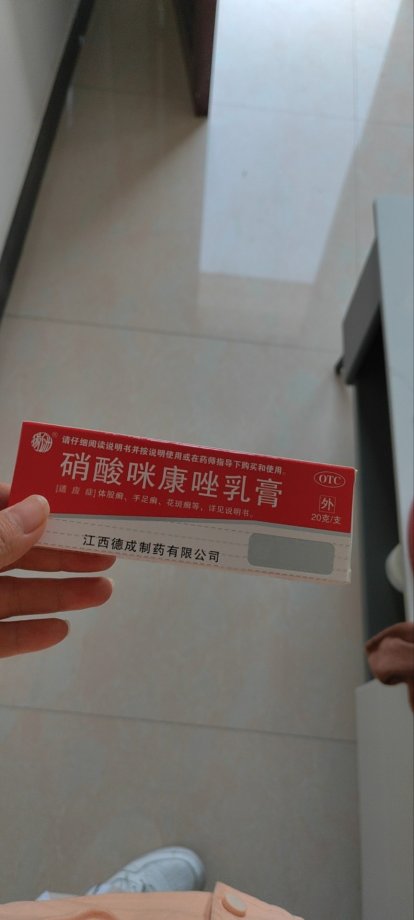 请仔细阅读说明书并按说明使用或在药师指导下购买和使用
硝酸咪康唑乳膏
OTC
外
[适应症]体股癣、手足癣、花斑癣等，详见说明书。
20克/支
江西德成制药有限公司